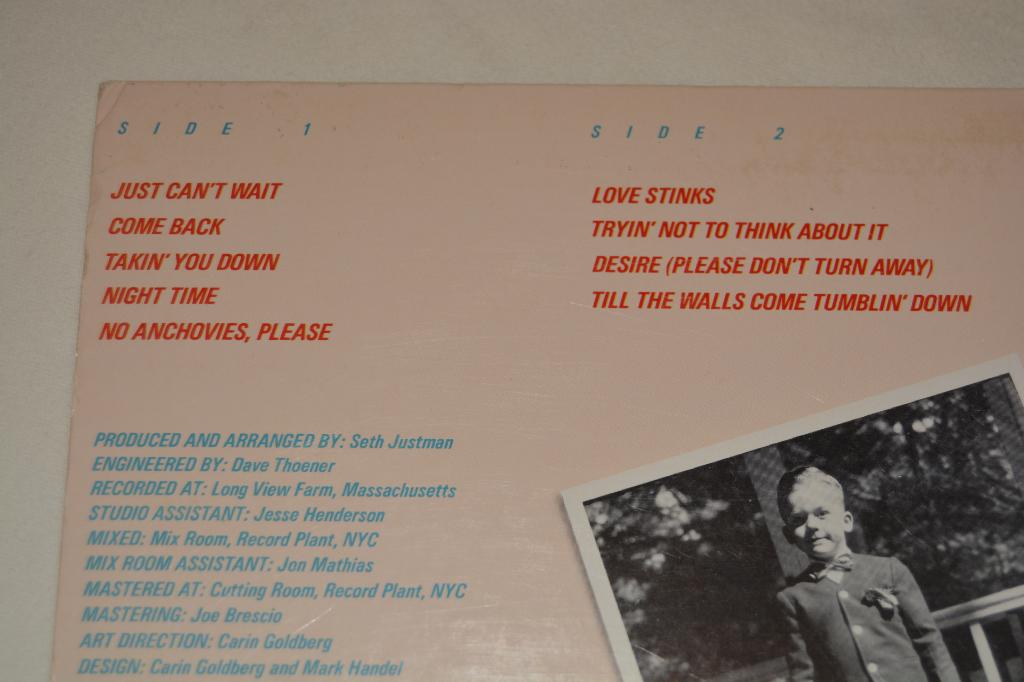 SIDE 1
JUST CAN'T WAIT
COME BACK
TAKIN' YOU DOWN
NIGHT TIME
NO ANCHOVIES, PLEASE
SIDE 2
LOVE STINKS
TRYIN' NOT TO THINK ABOUT IT
DESIRE (PLEASE DON'T TURN AWAY)
TILL THE WALLS COME TUMBLIN' DOWN
PRODUCED AND ARRANGED BY: Seth Justman
ENGINEERED BY: Dave Thoener
RECORDED AT: Long View Farm, Massachusetts
STUDIO ASSISTANT: Jesse Henderson
MIXED: Mix Room, Record Plant, NYC
MIX ROOM ASSISTANT: Jon Mathias
MASTERED AT: Cutting Room, Record Plant, NYC
MASTERING: Joe Brescio
ART DIRECTION: Carin Goldberg
DESIGN: Carin Goldberg and Mark Handel